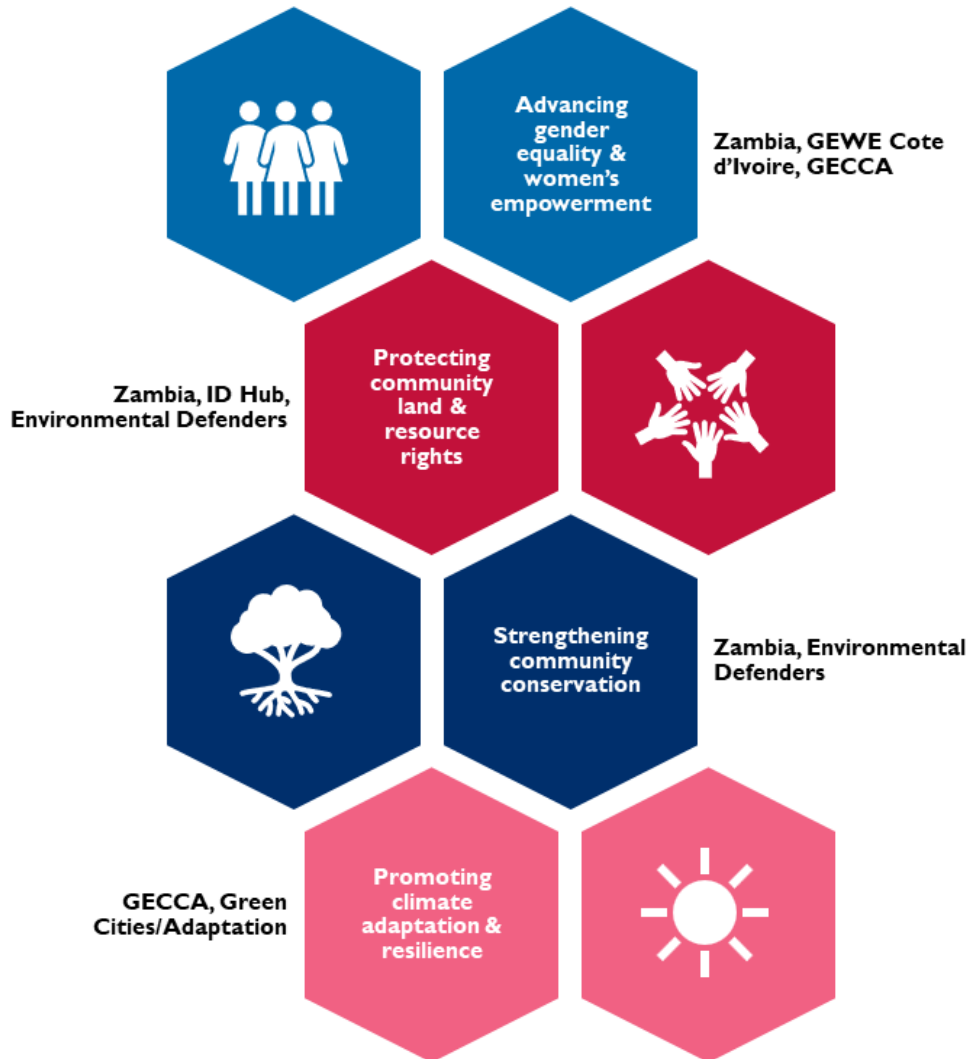 Advancing
gender
equality &
women's
empowerment
Zambia, GEWE Cote
d'Ivoire, GECCA
Zambia, ID Hub,
Environmental Defenders
Protecting
community
land &
resource
rights
Strengthening
community
conservation
Zambia, Environmental
Defenders
GECCA, Green
Cities/Adaptation
Promoting
climate
adaptation &
resilience